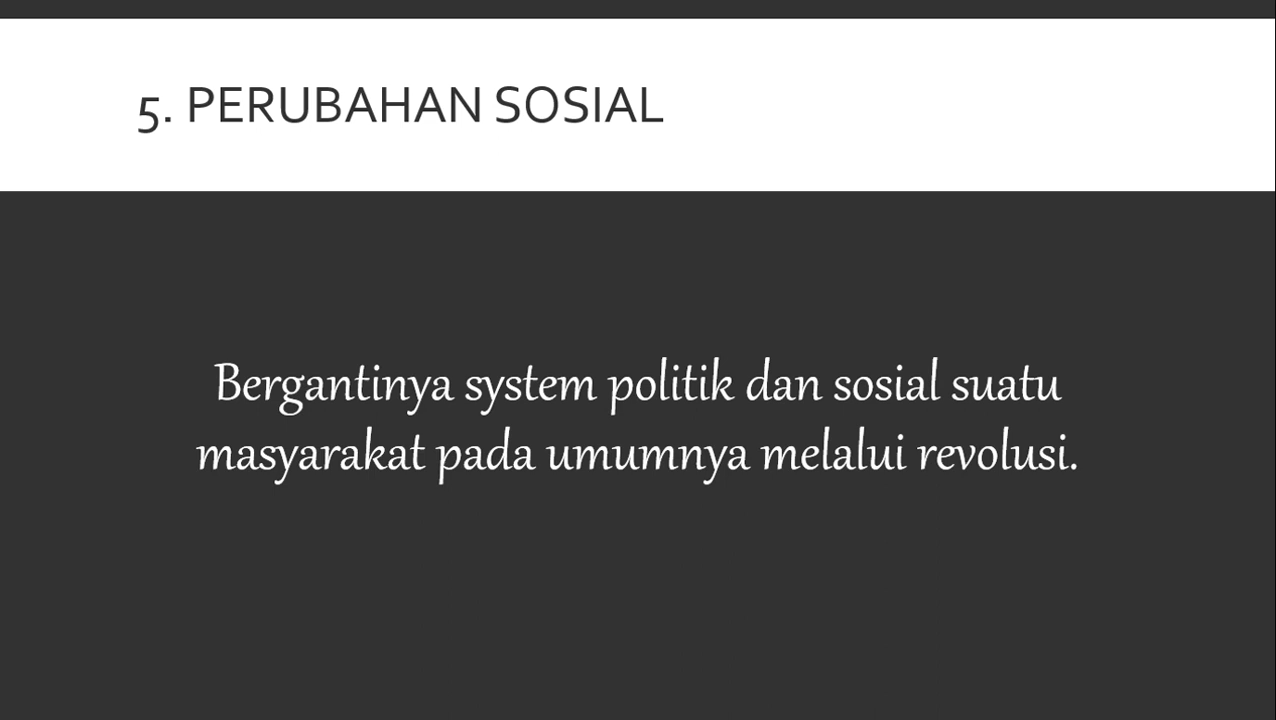 5. PERUBAHAN SOSIAL
Bergantinya system politik dan sosial suatu
masyarakat pada umumnya melalui revolusi.